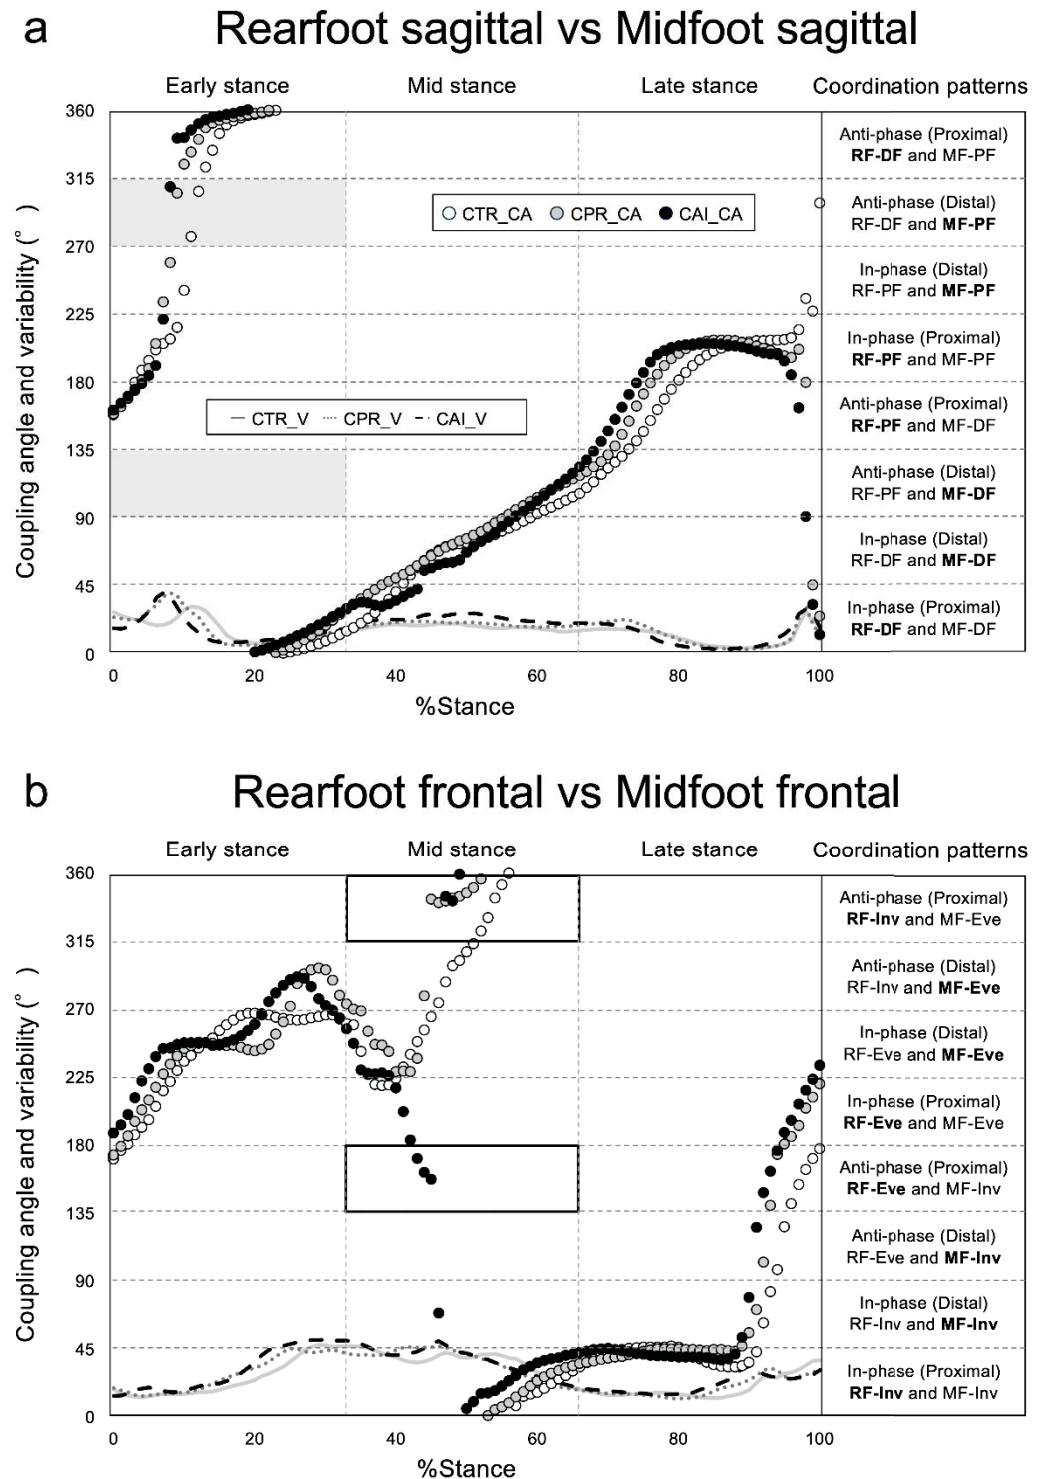 a
Rearfoot sagittal vs Midfoot sagittal
Early stance
Mid stance
Late stance
Coordination patterns
Coupling angle and variability (°)
360
315
270
225
180
135
90
45
0
CTR_CA
CPR_CA
CAI_CA
CTR_V
CPR_V
CAI_V
Anti-phase (Proximal)
RF-DF and MF-PF
Anti-phase (Distal)
RF-DF and MF-PF
In-phase (Distal)
RF-PF and MF-PF
In-phase (Proximal)
RF-PF and MF-PF
Anti-phase (Proximal)
RF-PF and MF-DF
Anti-phase (Distal)
RF-PF and MF-DF
In-phase (Distal)
RF-DF and MF-DF
In-phase (Proximal)
RF-DF and MF-DF
0
20
40
60
80
100
%Stance
b
Rearfoot frontal vs Midfoot frontal
Early stance
Mid stance
Late stance
Coordination patterns
Coupling angle and variability (°)
360
315
270
225
180
135
90
45
0
Anti-phase (Proximal)
RF-Inv and MF-Eve
Anti-phase (Distal)
RF-Inv and MF-Eve
In-phase (Distal)
RF-Eve and MF-Eve
In-phase (Proximal)
RF-Eve and MF-Eve
Anti-phase (Proximal)
RF-Eve and MF-Inv
Anti-phase (Distal)
RF-Eve and MF-Inv
In-phase (Distal)
RF-Inv and MF-Inv
In-phase (Proximal)
RF-Inv and MF-Inv
0
20
40
60
80
100
%Stance